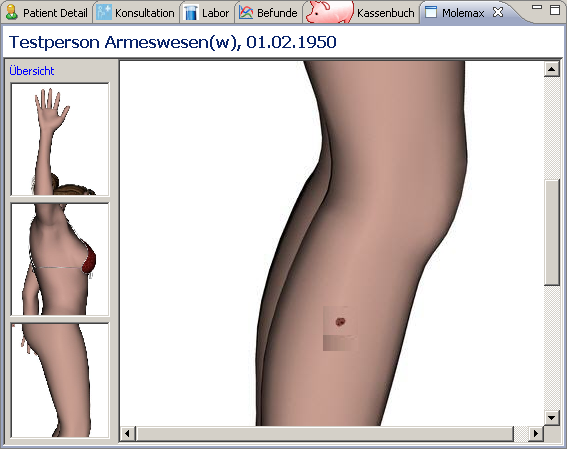 Patient Detail Konsultation Labor Befunde Kassenbuch Molemax
Testperson Armeswesen(w), 01.02.1950
Übersicht